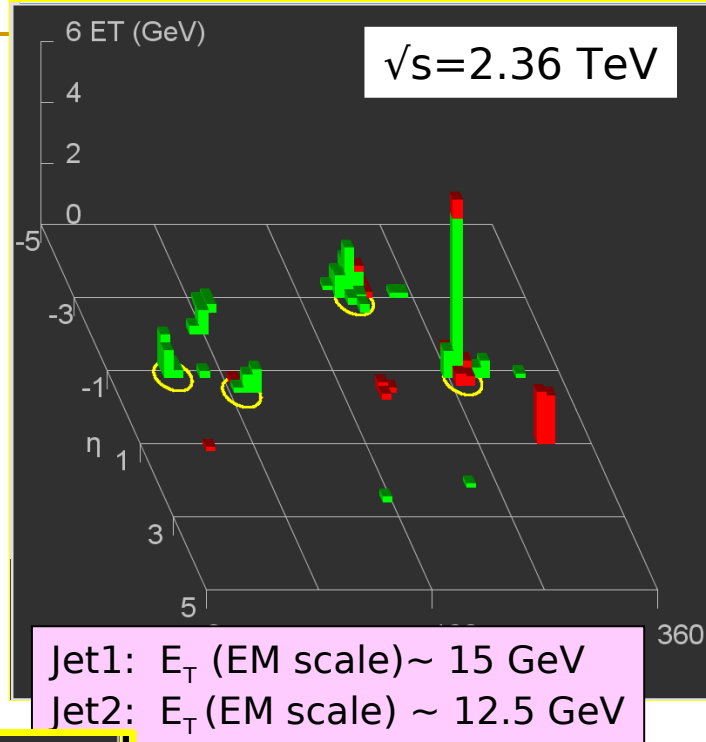 6 ET (GeV)
√s=2.36 TeV
4
2
0
-5
-3
-1
η
1
3
5
360
Jet1: E_T (EM scale)~ 15 GeV
Jet2: E_T (EM scale) ~ 12.5 GeV